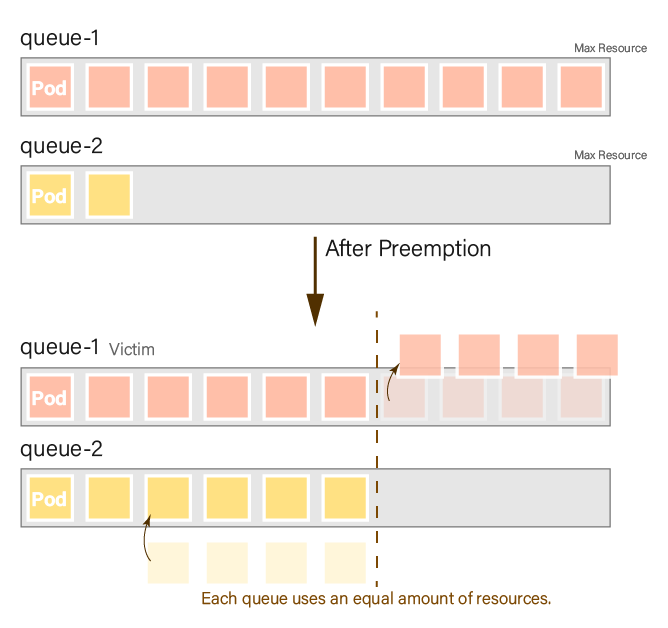 queue-1
Max Resource
Pod
queue-2
Max Resource
Pod
After Preemption
queue-1 Victim
Pod
queue-2
Pod
Each queue uses an equal amount of resources.